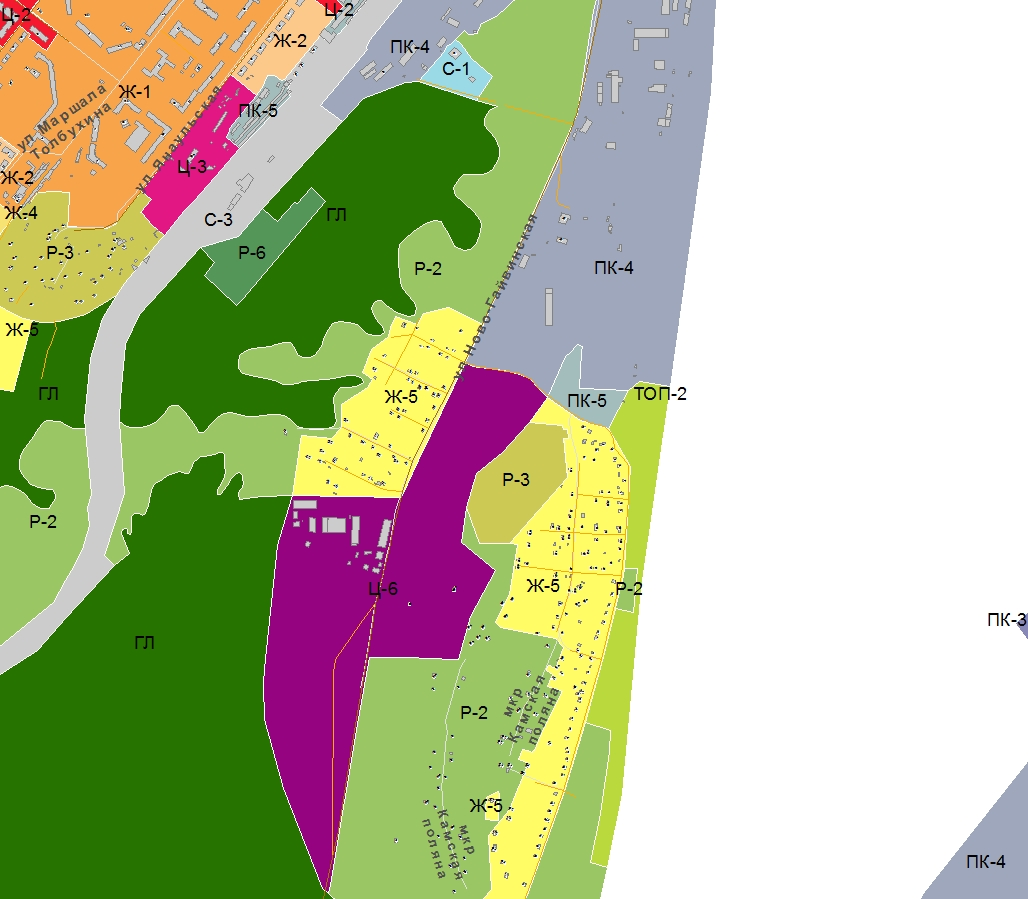 Ц-2
Ц-2
Ж-2
ПК-4
С-1
Ж-1
ул Маршала
Толбухина
ПК-5
ул Янаульская
Ц-3
Ж-2
Ж-4
С-3
ГЛ
Р-3
Р-6
Р-2
ПК-4
ул Ново-Гайвинская
Ж-5
ГЛ
Ж-5
ПК-5
ТОП-2
Р-3
Р-2
Ц-6
Ж-5
Р-2
ПК-3
ГЛ
Р-2
мкр
Камская
поляна
Ж-5
мкр
Камская
поляна
ПК-4